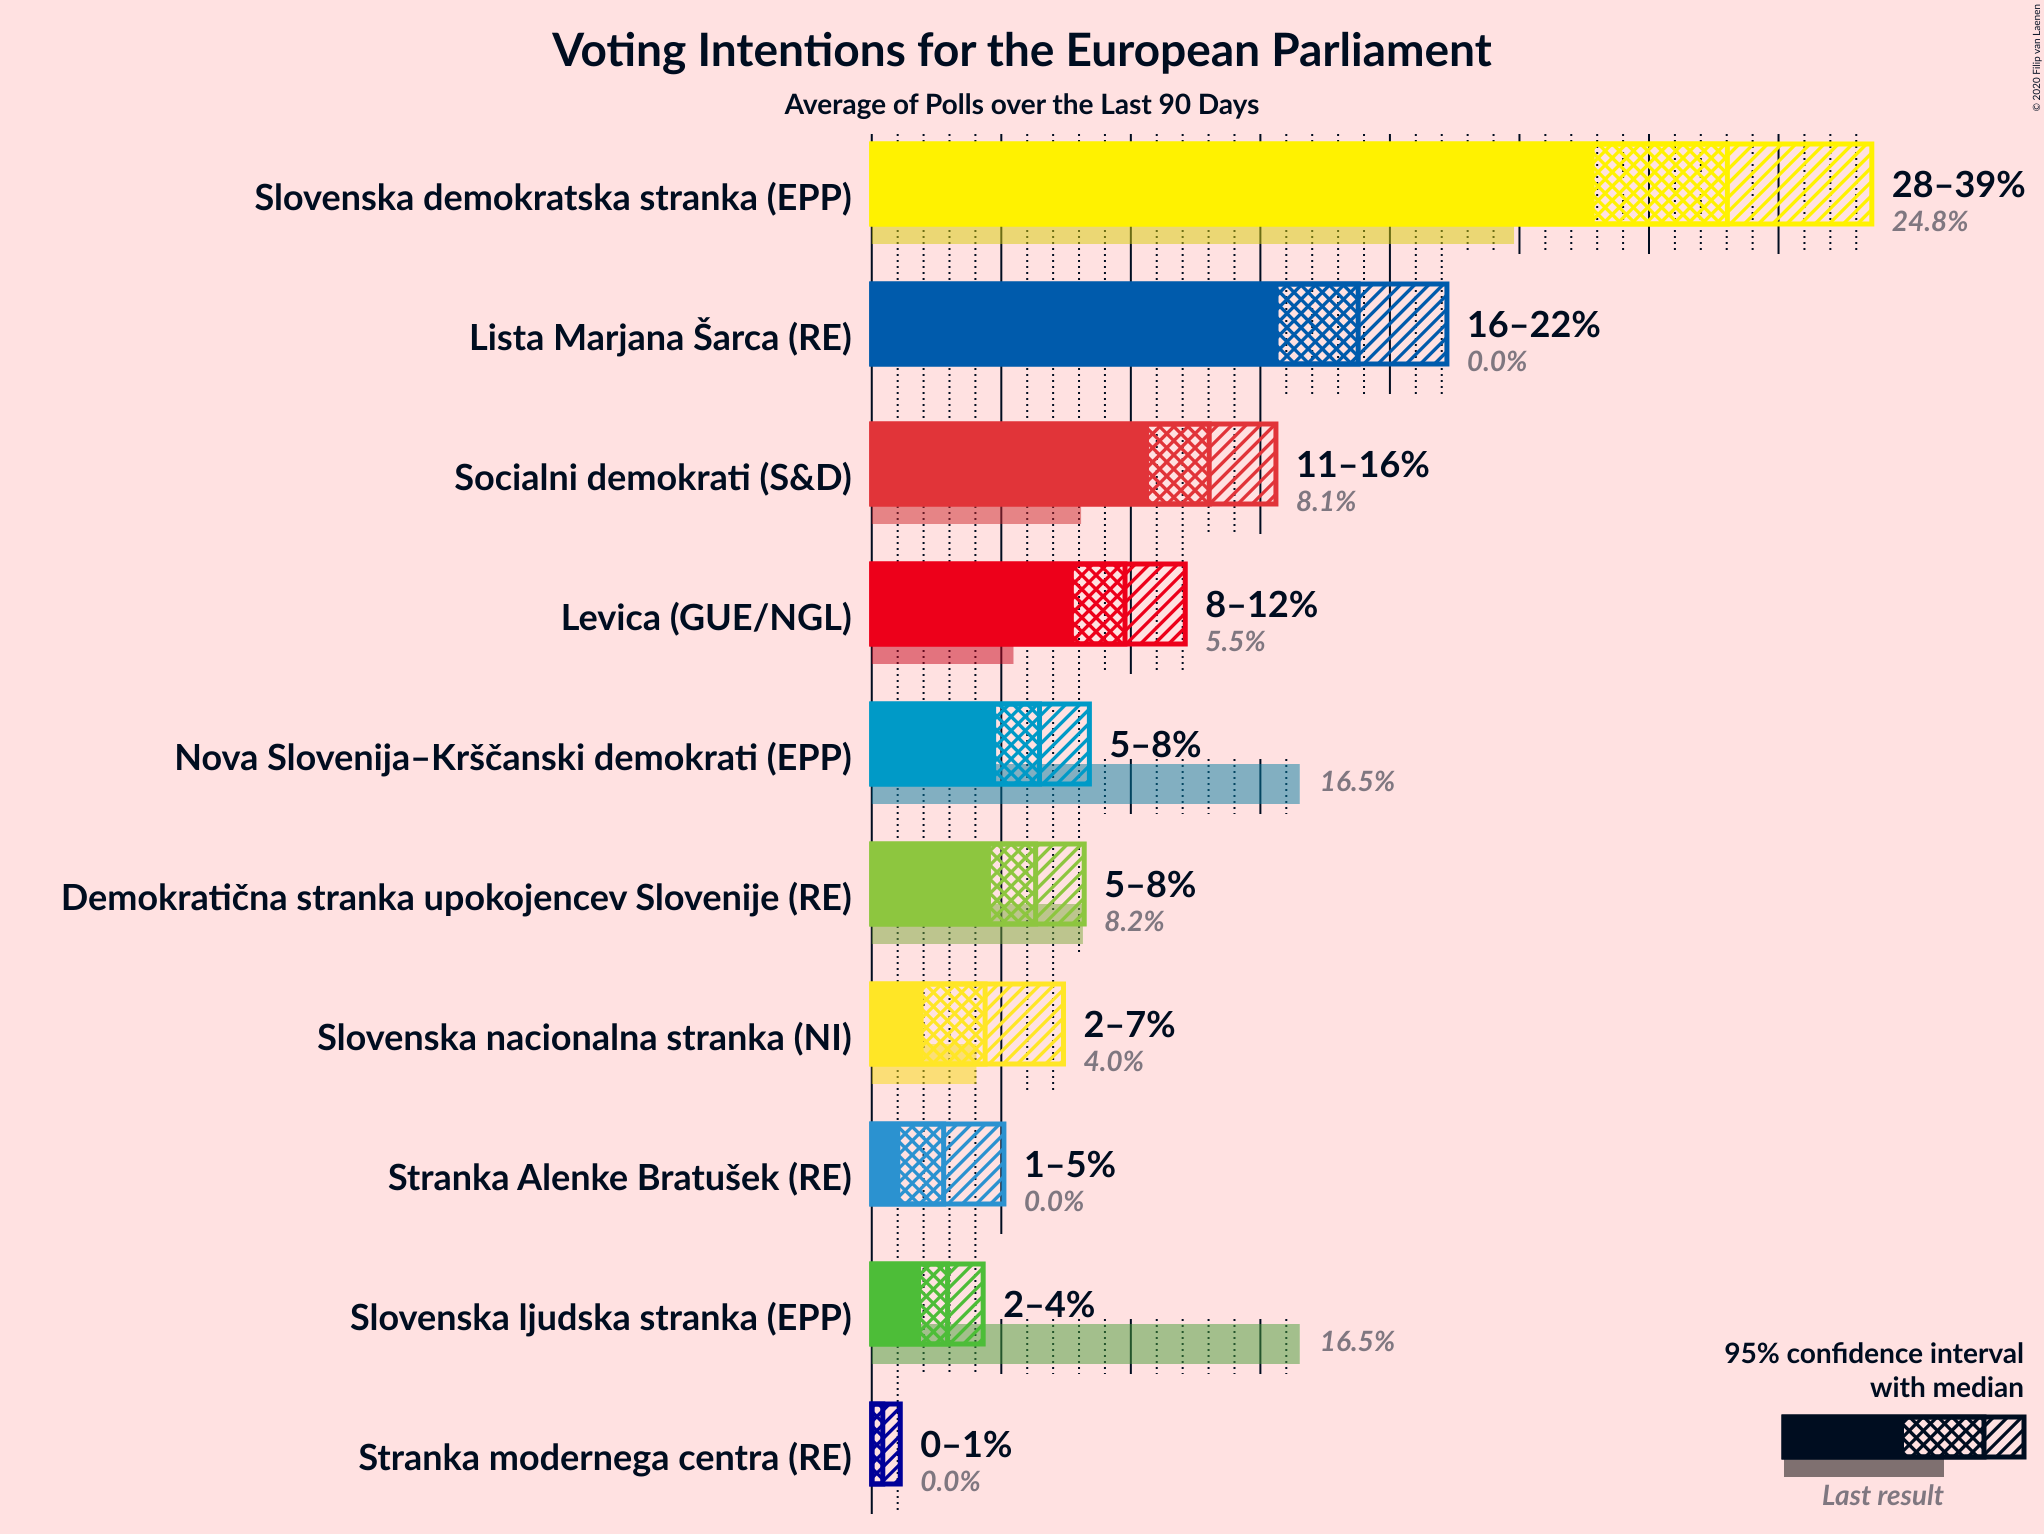 Voting Intentions for the European Parliament
Average of Polls over the Last 90 Days
© 2020 Filip van Laenen
Slovenska demokratska stranka (EPP)
28–39%
24.8%
Lista Marjana Šarca (RE)
16–22%
0.0%
Socialni demokrati (S&D)
11–16%
8.1%
Levica (GUE/NGL)
8–12%
5.5%
Nova Slovenija–Krščanski demokrati (EPP)
5–8%
16.5%
Demokratična stranka upokojencev Slovenije (RE)
5–8%
8.2%
Slovenska nacionalna stranka (NI)
2–7%
4.0%
Stranka Alenke Bratušek (RE)
1–5%
0.0%
Slovenska ljudska stranka (EPP)
2–4%
16.5%
Stranka modernega centra (RE)
0–1%
0.0%
95% confidence interval
with median
Last result